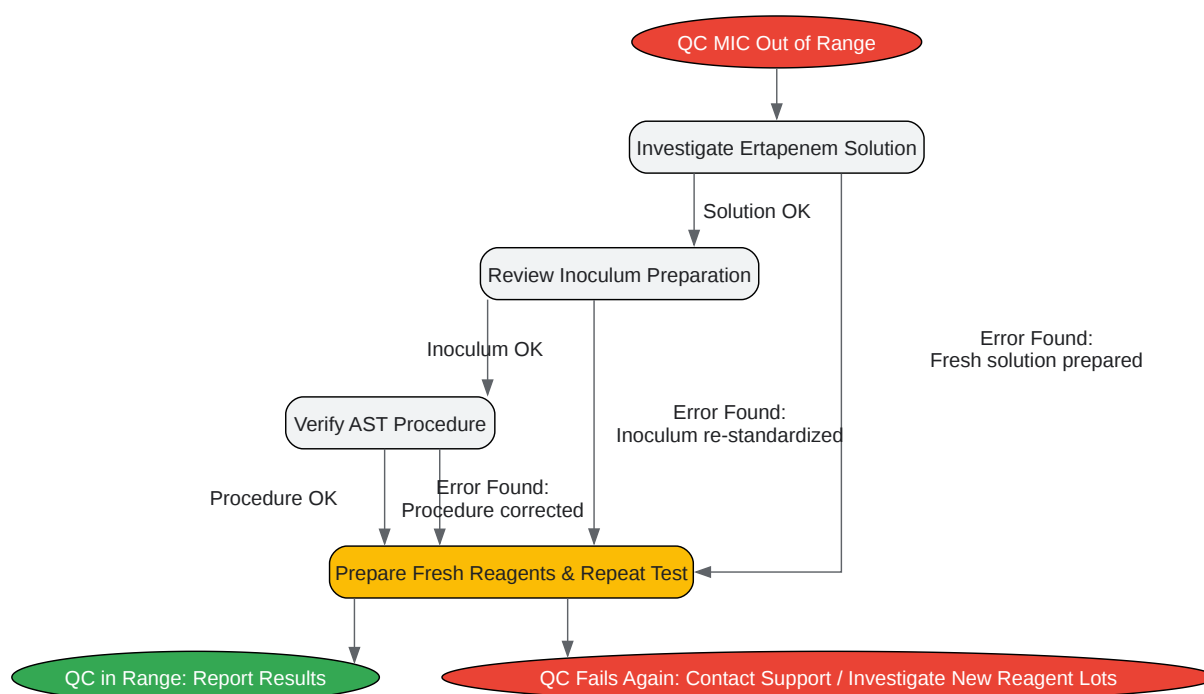 QC MIC Out of Range
Investigate Ertapenem Solution
Solution OK
Review Inoculum Preparation
Error Found:
Fresh solution prepared
Inoculum OK
Verify AST Procedure
Error Found:
Inoculum re-standardized
Procedure OK
Error Found:
Procedure corrected
Prepare Fresh Reagents & Repeat Test
QC in Range: Report Results
QC Fails Again: Contact Support / Investigate New Reagent Lots